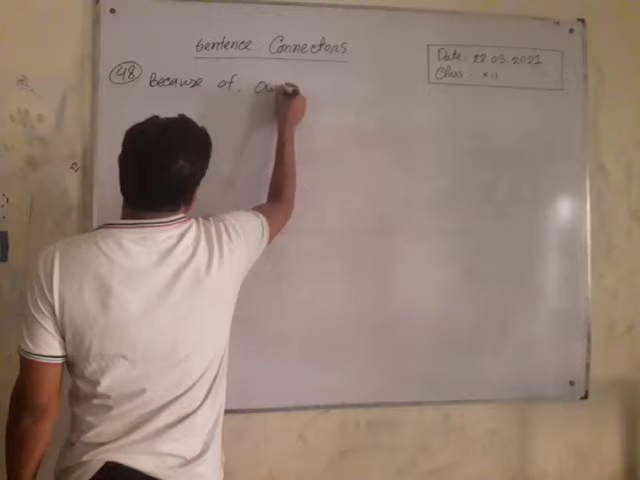 Sentence Connectors
Date: 22.03.2021
Class: XII
48 Because of,